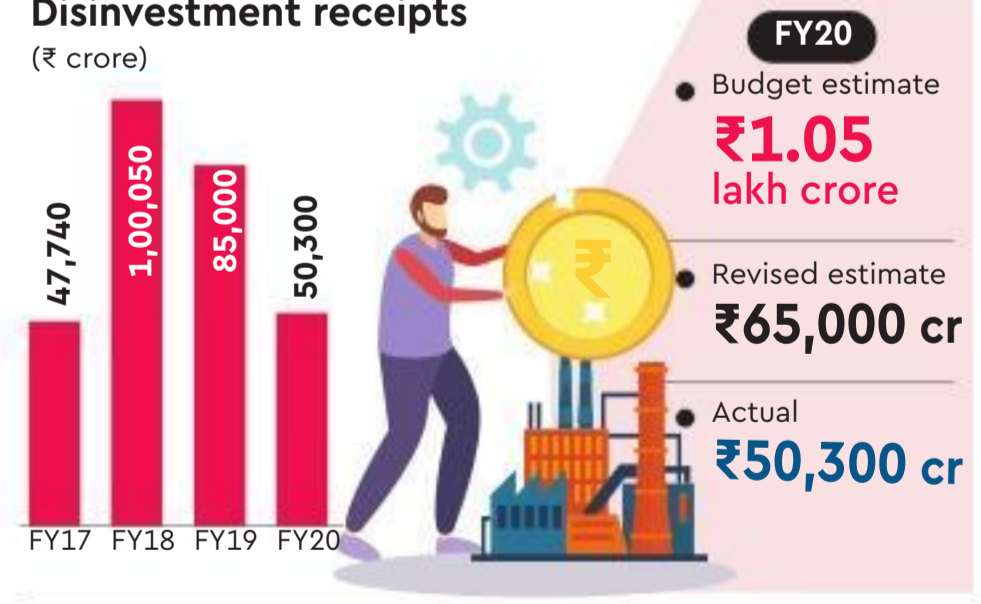 Disinvestment receipts
(₹ crore)
47,740
1,00,050
85,000
50,300
FY17 FY18 FY19 FY20
₹
FY20
Budget estimate
₹1.05
lakh crore
Revised estimate
₹65,000 cr
Actual
₹50,300 cr